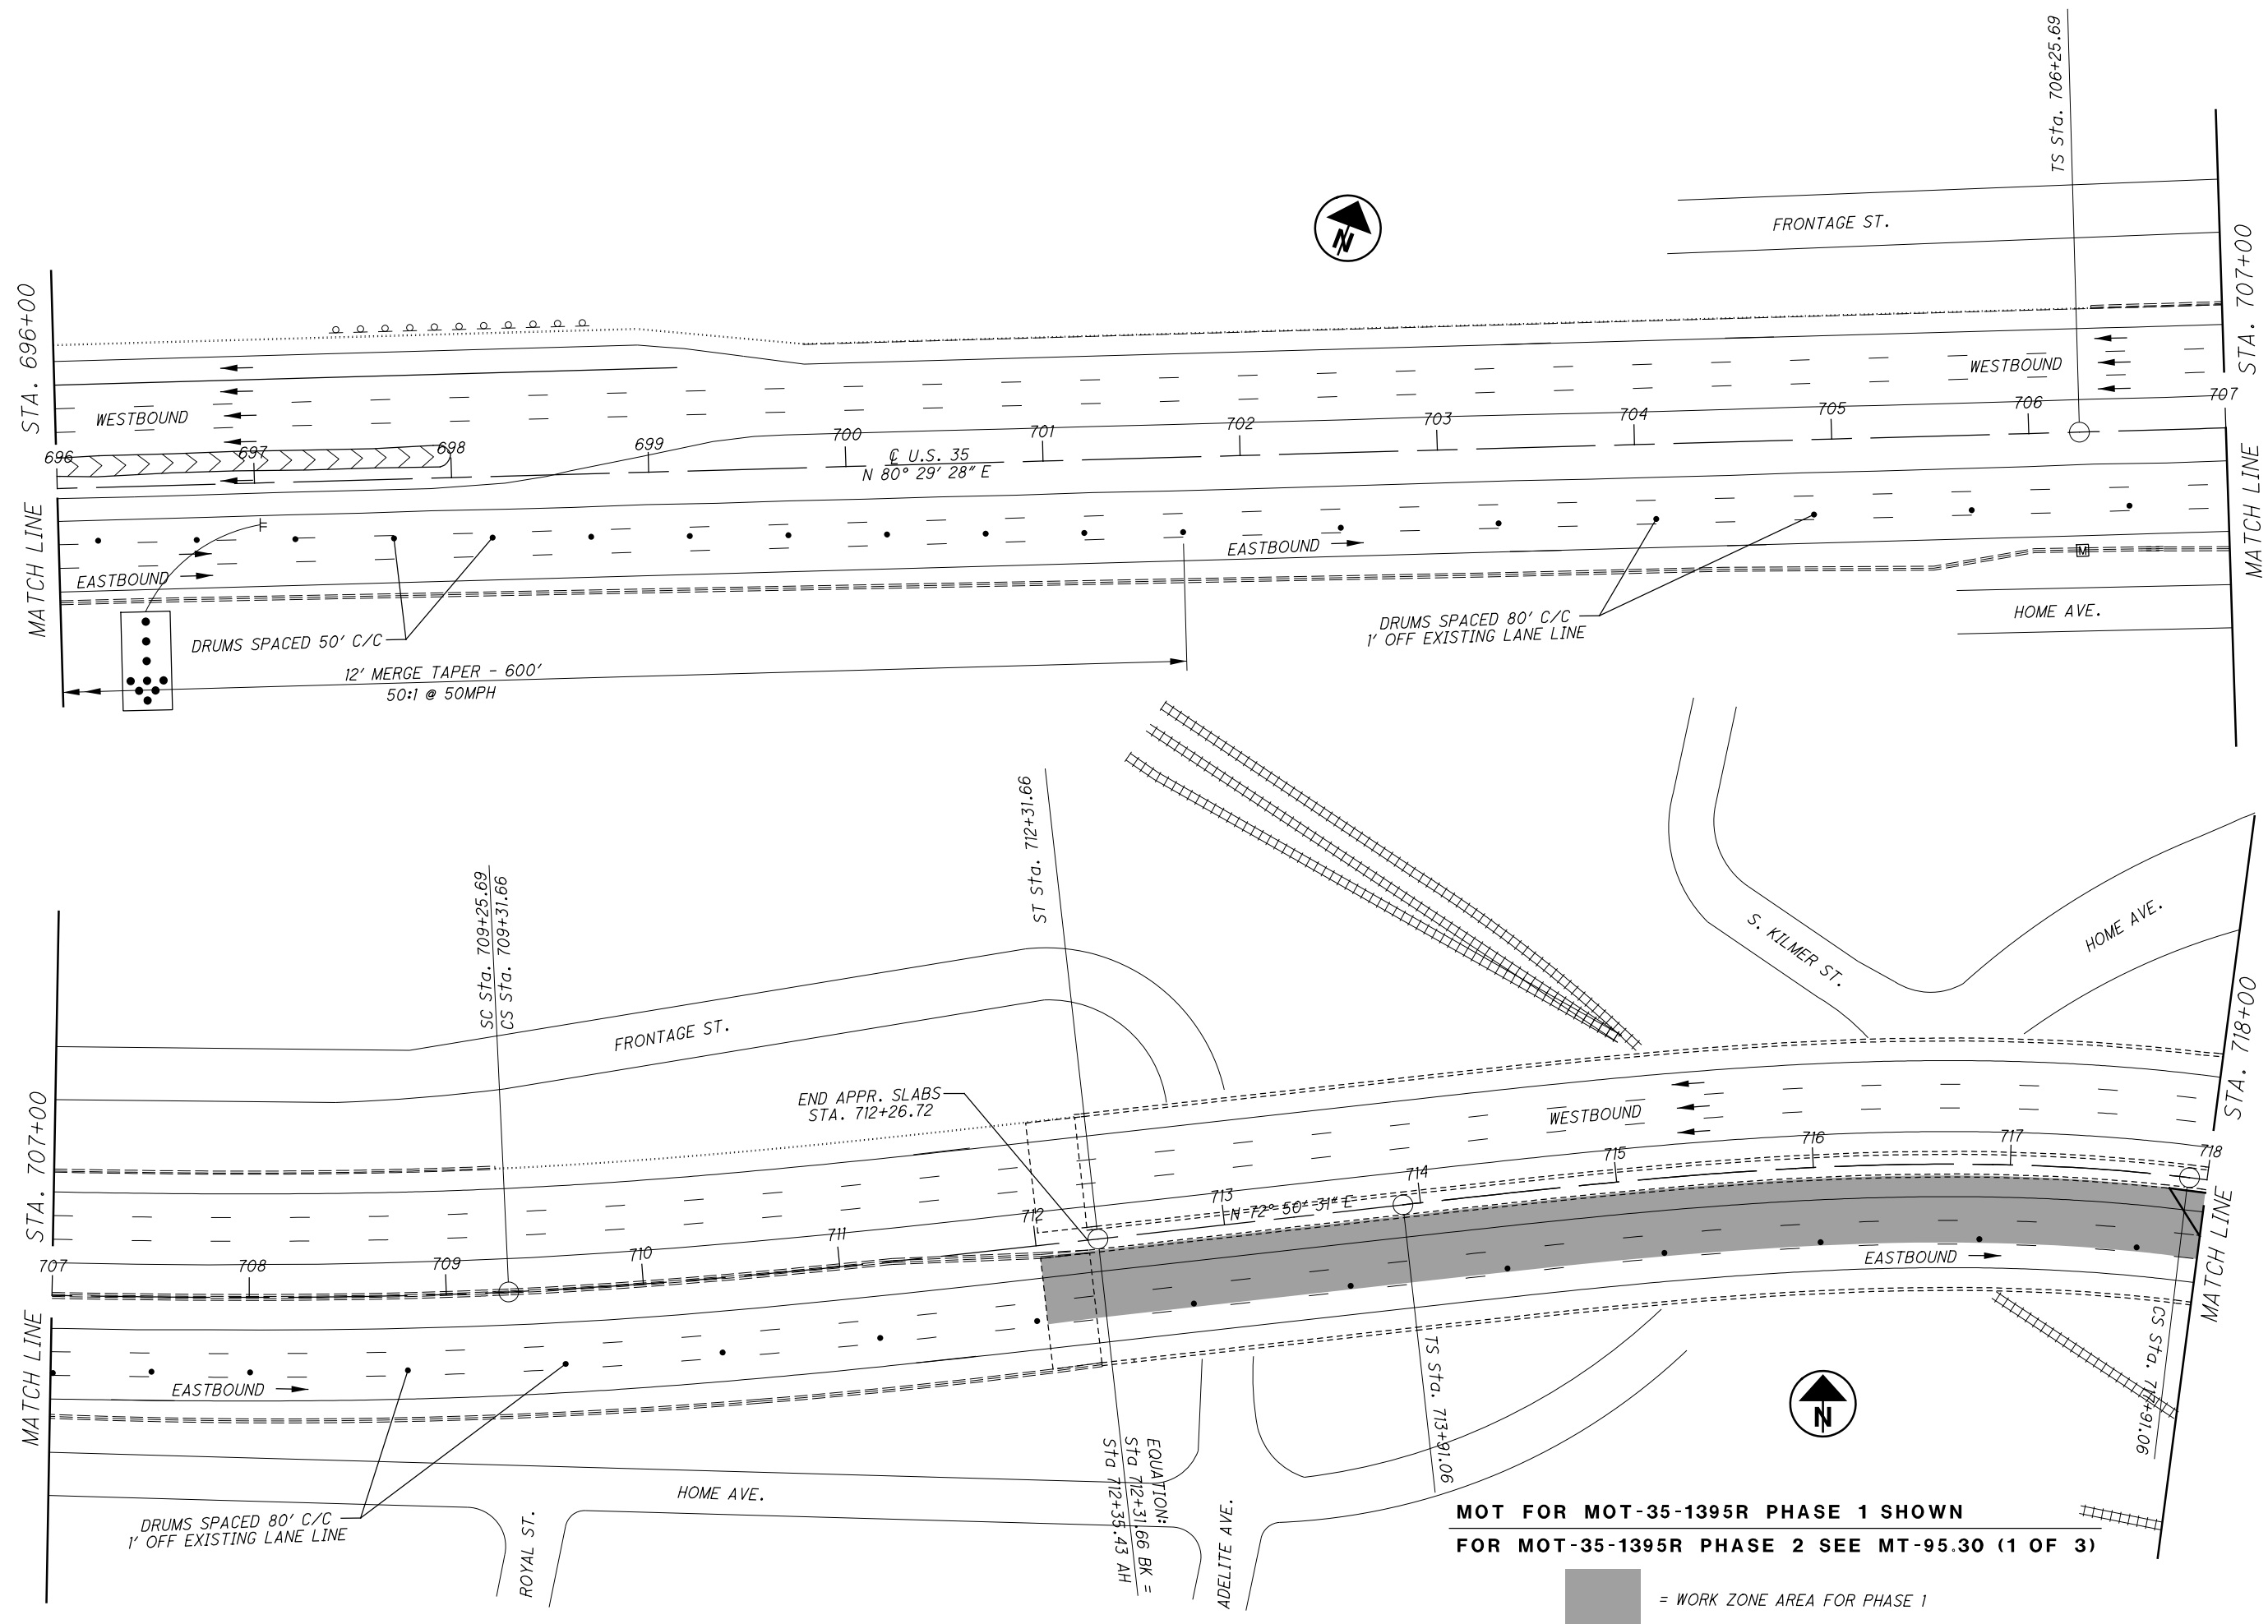 TS Sta. 706+25.69
N
FRONTAGE ST.
STA. 696+00
STA. 707+00
WESTBOUND
WESTBOUND
696
697
698
699
700
701
702
703
704
705
706
707
℄ U.S. 35
N 80° 29' 28" E
EASTBOUND
EASTBOUND
MATCH LINE
MATCH LINE
M
HOME AVE.
DRUMS SPACED 50' C/C
DRUMS SPACED 80' C/C
1' OFF EXISTING LANE LINE
12' MERGE TAPER - 600'
50:1 @ 50MPH
ST Sta. 712+31.66
SC Sta. 709+25.69
CS Sta. 709+31.66
S. KILMER ST.
HOME AVE.
FRONTAGE ST.
STA. 707+00
STA. 718+00
END APPR. SLABS
STA. 712+26.72
WESTBOUND
707
708
709
710
711
712
713
714
715
716
717
718
N 72° 50' 31" E
EASTBOUND
EASTBOUND
MATCH LINE
MATCH LINE
TS Sta. 713+91.06
CS Sta. 717+91.06
N
EQUATION:
Sta 712+31.66 BK =
Sta 712+35.43 AH
HOME AVE.
ROYAL ST.
ADELITE AVE.
DRUMS SPACED 80' C/C
1' OFF EXISTING LANE LINE
MOT FOR MOT-35-1395R PHASE 1 SHOWN
FOR MOT-35-1395R PHASE 2 SEE MT-95.30 (1 OF 3)
= WORK ZONE AREA FOR PHASE 1